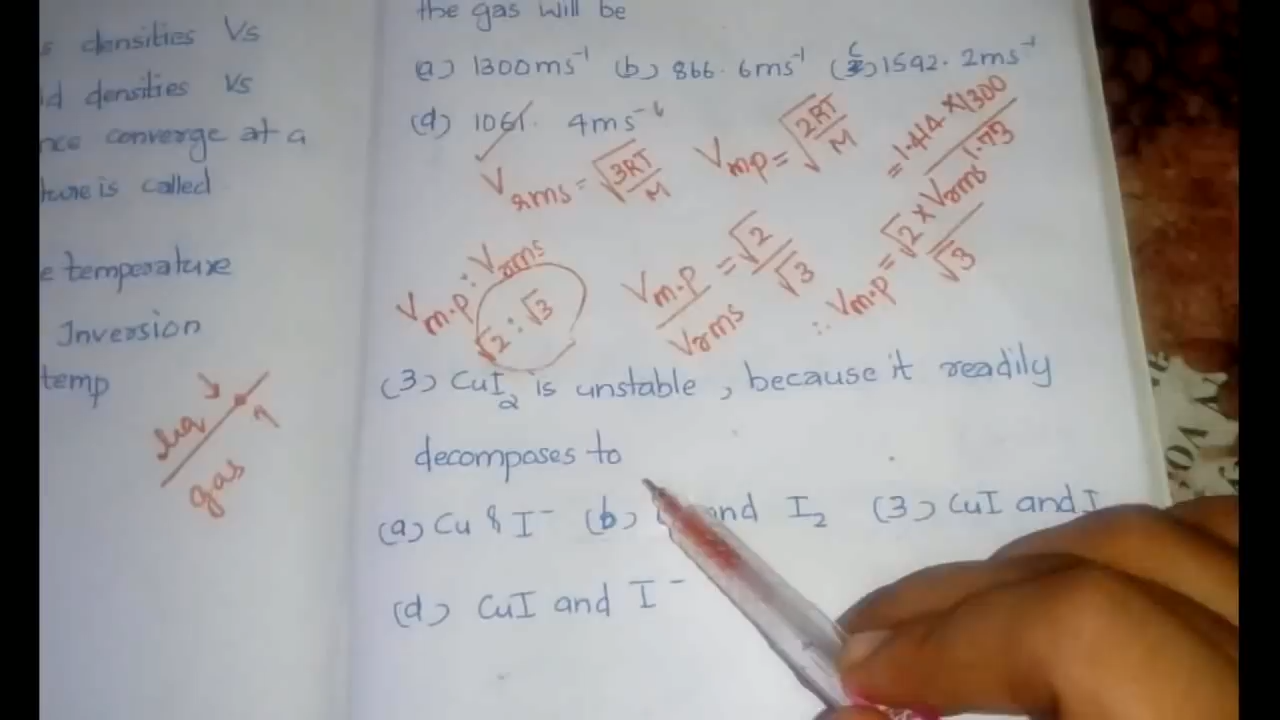 s densities Vs
d densities Vs
nce converge at a
ture is called
e temperature
Inversion
temp
liq
gas
the gas will be
(a) 1300ms⁻¹ (b) 866.6ms⁻¹ (c) 1592.2ms⁻¹
(d) 1061.4ms⁻¹
Vrms = √3RT/M
Vmp = √2RT/M
= 1.414 × 1300 / 1.73
Vm.p : Vrms
√2 : √3
Vm.p / Vrms = √2 / √3
∴ Vm.p = √2 × Vrms / √3
(3) CuI₂ is unstable, because it readily
decomposes to
(a) Cu & I⁻ (b) and I₂ (3) CuI and I
(d) CuI and I⁻